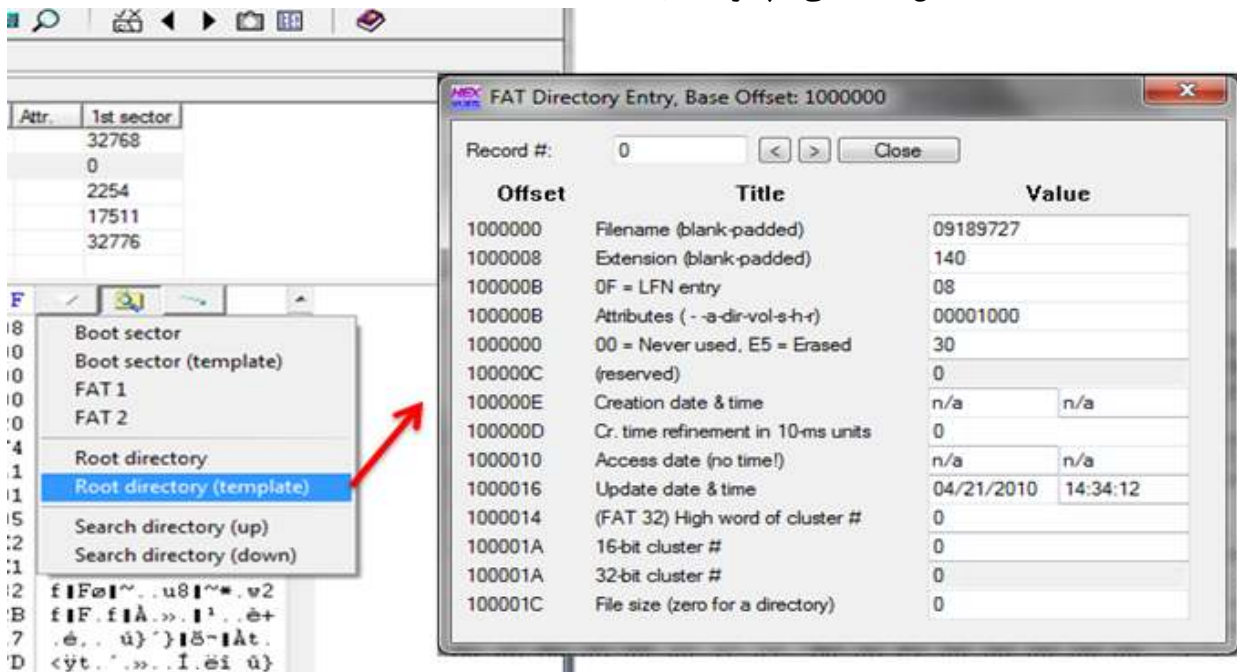 Attr. 1st sector
32768
0
2254
17511
32776
F
Boot sector
Boot sector (template)
FAT 1
FAT 2
Root directory
Root directory (template)
Search directory (up)
Search directory (down)
FAT Directory Entry, Base Offset: 1000000
Record #: 0 < > Close
Offset Title Value
1000000 Filename (blank-padded) 09189727
1000008 Extension (blank-padded) 140
100000B 0F = LFN entry 08
100000B Attributes ( - -a-dir-vol-s-h-r) 00001000
1000000 00 = Never used, E5 = Erased 30
100000C (reserved) 0
100000E Creation date & time n/a n/a
100000D Cr. time refinement in 10-ms units 0
1000010 Access date (no time!) n/a n/a
1000016 Update date & time 04/21/2010 14:34:12
1000014 (FAT 32) High word of cluster # 0
100001A 16-bit cluster # 0
100001A 32-bit cluster # 0
100001C File size (zero for a directory) 0